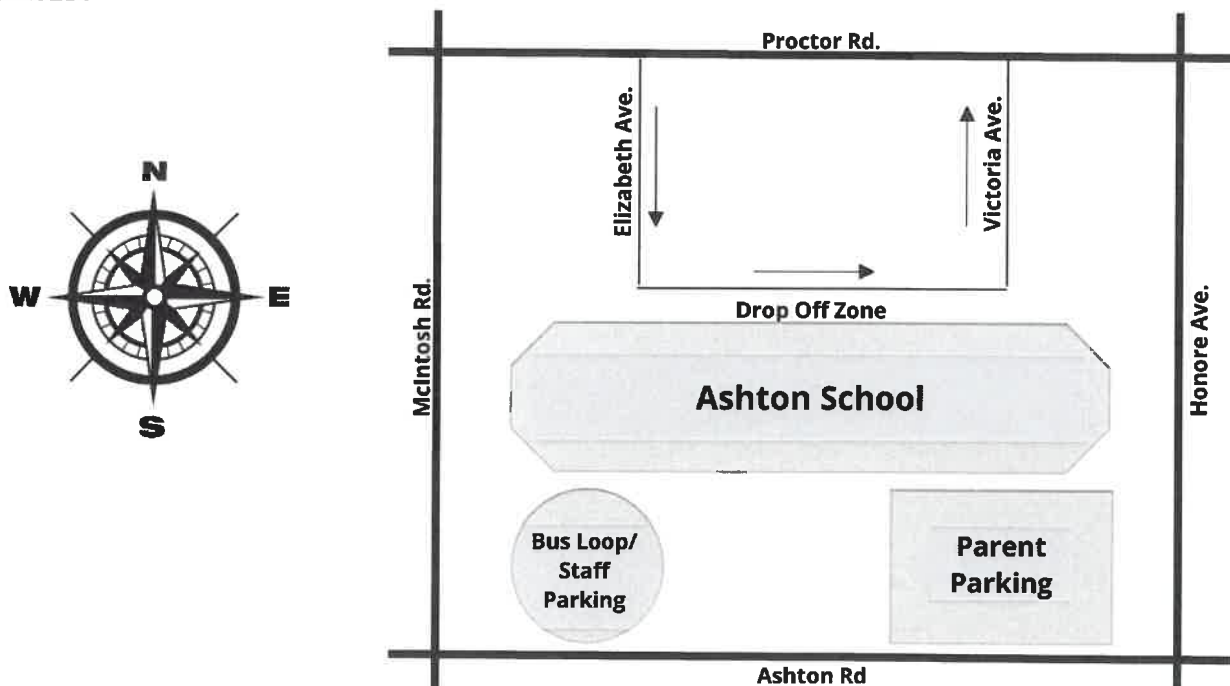 Proctor Rd.
Elizabeth Ave.
Victoria Ave.
N
W
E
S
McIntosh Rd.
Honore Ave.
Drop Off Zone
Ashton School
Bus Loop/
Staff
Parking
Parent
Parking
Ashton Rd